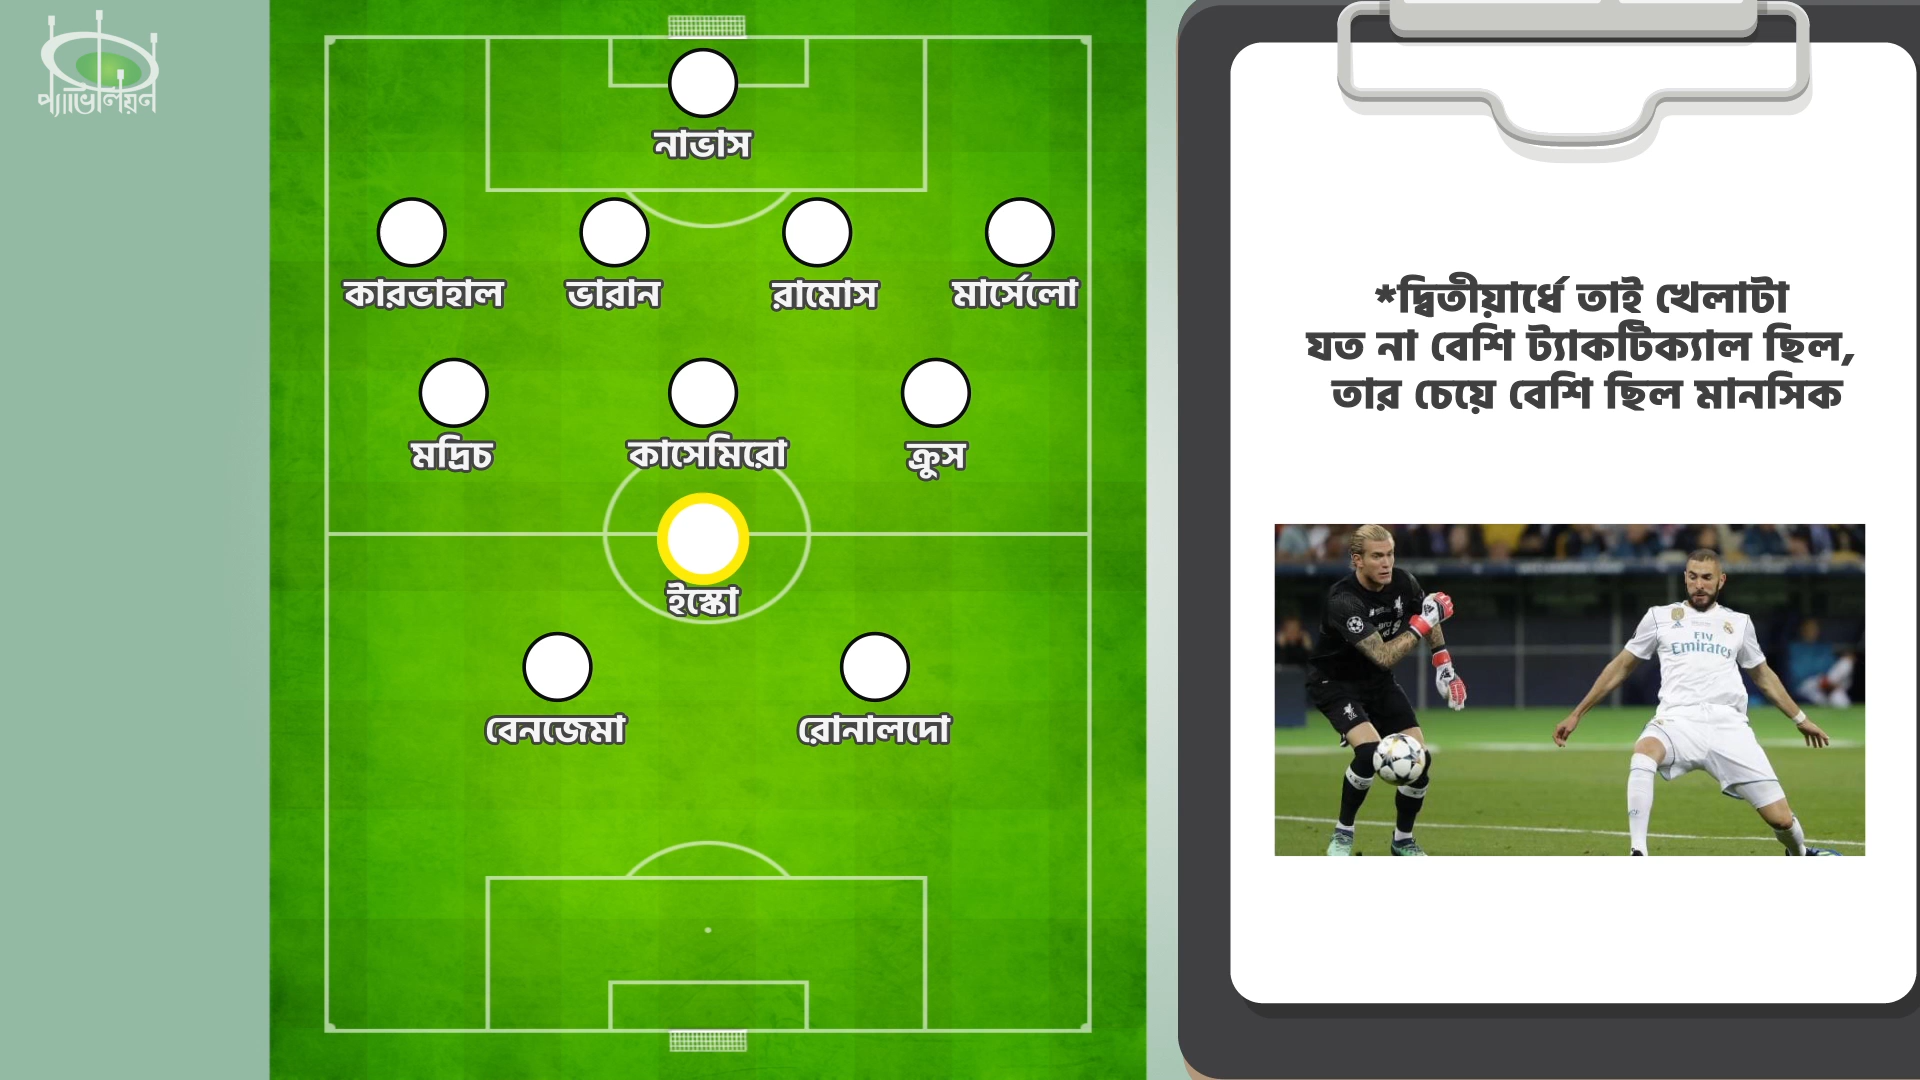 প্যাভিলিয়ন
নাভাস
কারভাহাল ভারান রামোস মার্সেলো
মদ্রিচ কাসেমিরো ক্রুস
ইস্কো
বেনজেমা রোনালদো
*দ্বিতীয়ার্ধে তাই খেলাটা
যত না বেশি ট্যাকটিক্যাল ছিল,
তার চেয়ে বেশি ছিল মানসিক
Fly
Emirates